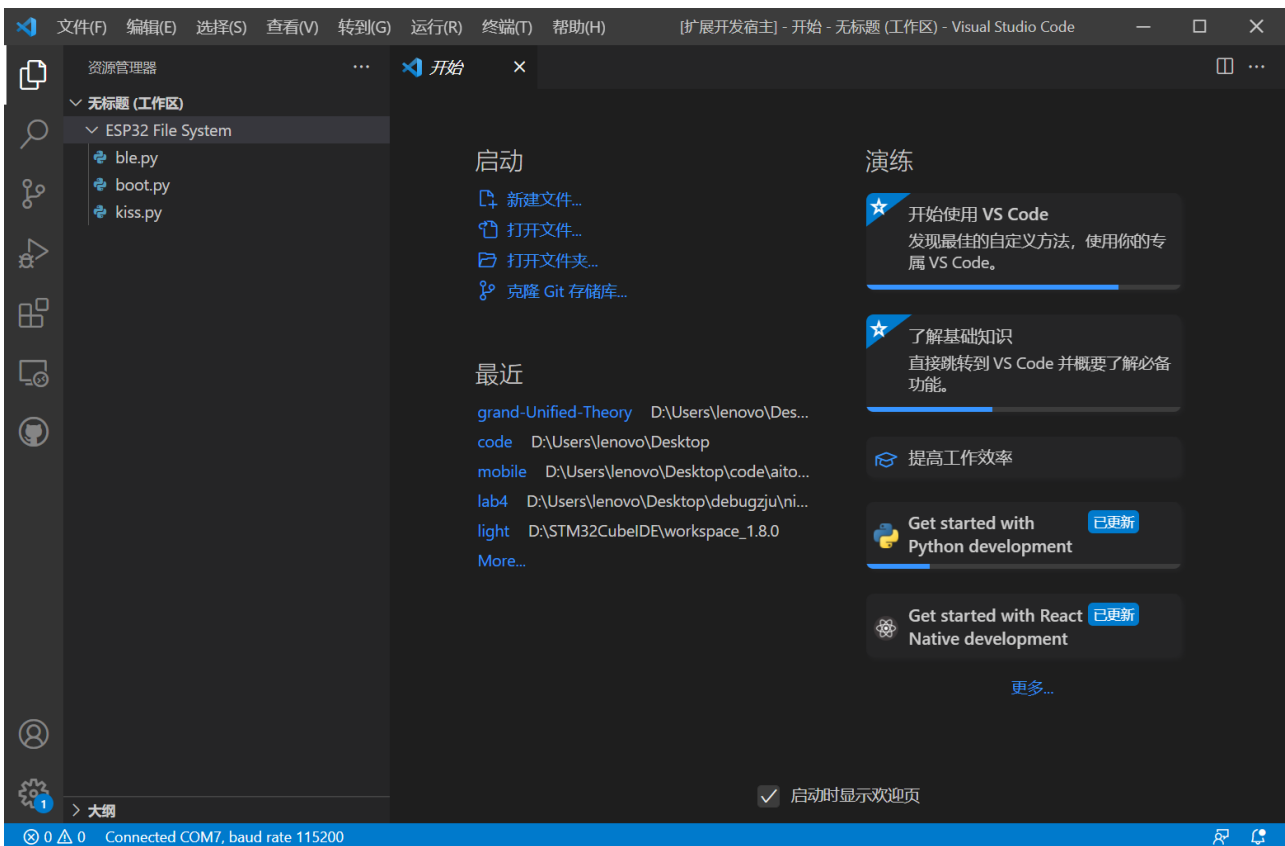 文件(F) 编辑(E) 选择(S) 查看(V) 转到(G) 运行(R) 终端(T) 帮助(H) [扩展开发宿主] - 开始 - 无标题 (工作区) - Visual Studio Code
资源管理器
开始
无标题 (工作区)
ESP32 File System
ble.py
boot.py
kiss.py
大纲
启动
新建文件...
打开文件...
打开文件夹...
克隆 Git 存储库...
最近
grand-Unified-Theory D:\Users\lenovo\Des...
code D:\Users\lenovo\Desktop
mobile D:\Users\lenovo\Desktop\code\aito...
lab4 D:\Users\lenovo\Desktop\debugzju\ni...
light D:\STM32CubeIDE\workspace_1.8.0
More...
演练
开始使用 VS Code
发现最佳的自定义方法，使用你的专
属 VS Code。
了解基础知识
直接跳转到 VS Code 并概要了解必备
功能。
提高工作效率
Get started with 已更新
Python development
Get started with React 已更新
Native development
更多...
启动时显示欢迎页
1
0 0 Connected COM7, baud rate 115200